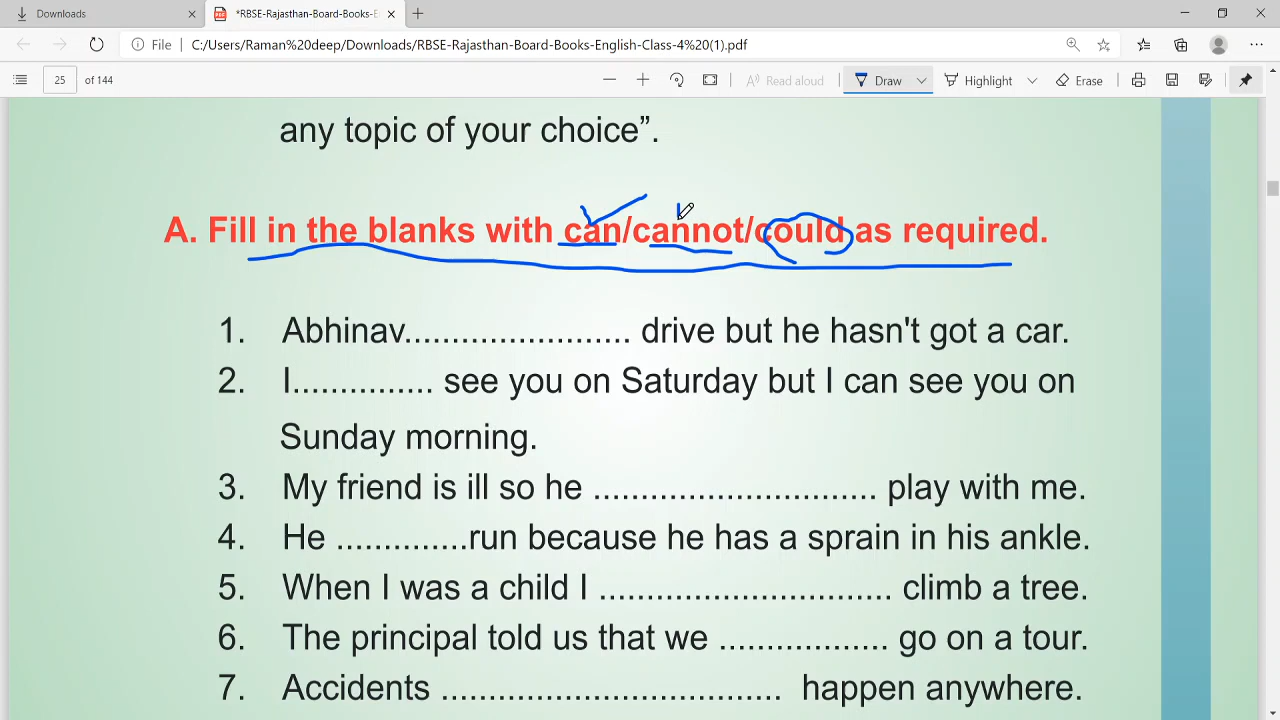 Downloads
*RBSE-Rajasthan-Board-Books-E
File C:/Users/Raman%20deep/Downloads/RBSE-Rajasthan-Board-Books-English-Class-4%20(1).pdf
25 of 144 Read aloud Draw Highlight Erase
any topic of your choice”.
A. Fill in the blanks with can/cannot/could as required.
1. Abhinav........................ drive but he hasn't got a car.
2. I............... see you on Saturday but I can see you on
Sunday morning.
3. My friend is ill so he .............................. play with me.
4. He ..............run because he has a sprain in his ankle.
5. When I was a child I ............................... climb a tree.
6. The principal told us that we .................. go on a tour.
7. Accidents .................................... happen anywhere.